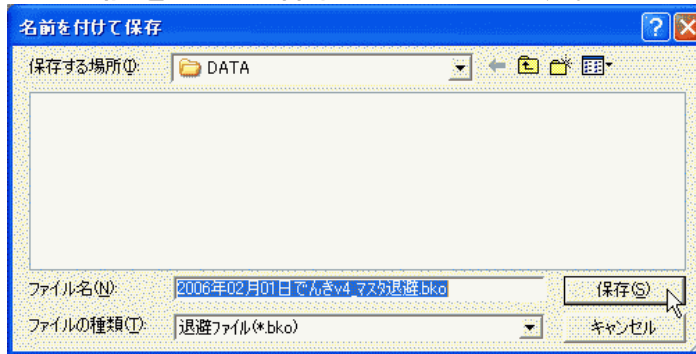 名前を付けて保存
保存する場所(I): DATA
ファイル名(N): 2006年02月01日でんきv4_マスタ退避.bko 保存(S)
ファイルの種類(T): 退避ファイル(*.bko) キャンセル